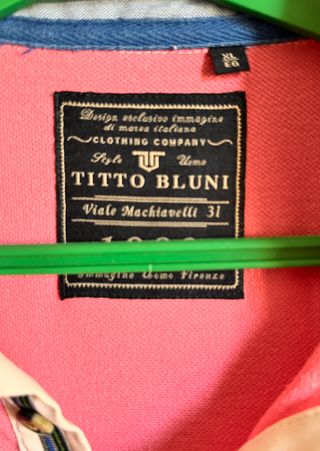 XL
EG
Design esclusivo immagine
di marca italiana
CLOTHING COMPANY
Style Uomo
TITTO BLUNI
Viale Machiavelli 31
Immagine Uomo Firenze